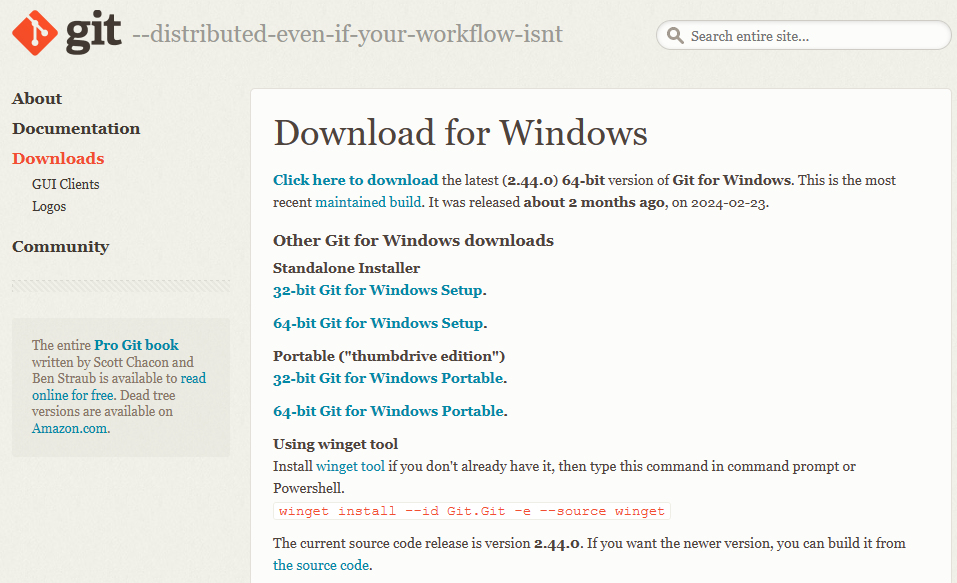 git --distributed-even-if-your-workflow-isnt
Search entire site...
About
Documentation
Downloads
GUI Clients
Logos
Community
The entire Pro Git book
written by Scott Chacon and
Ben Straub is available to read
online for free. Dead tree
versions are available on
Amazon.com.
Download for Windows
Click here to download the latest (2.44.0) 64-bit version of Git for Windows. This is the most
recent maintained build. It was released about 2 months ago, on 2024-02-23.
Other Git for Windows downloads
Standalone Installer
32-bit Git for Windows Setup.
64-bit Git for Windows Setup.
Portable ("thumbdrive edition")
32-bit Git for Windows Portable.
64-bit Git for Windows Portable.
Using winget tool
Install winget tool if you don't already have it, then type this command in command prompt or
Powershell.
winget install --id Git.Git -e --source winget
The current source code release is version 2.44.0. If you want the newer version, you can build it from
the source code.